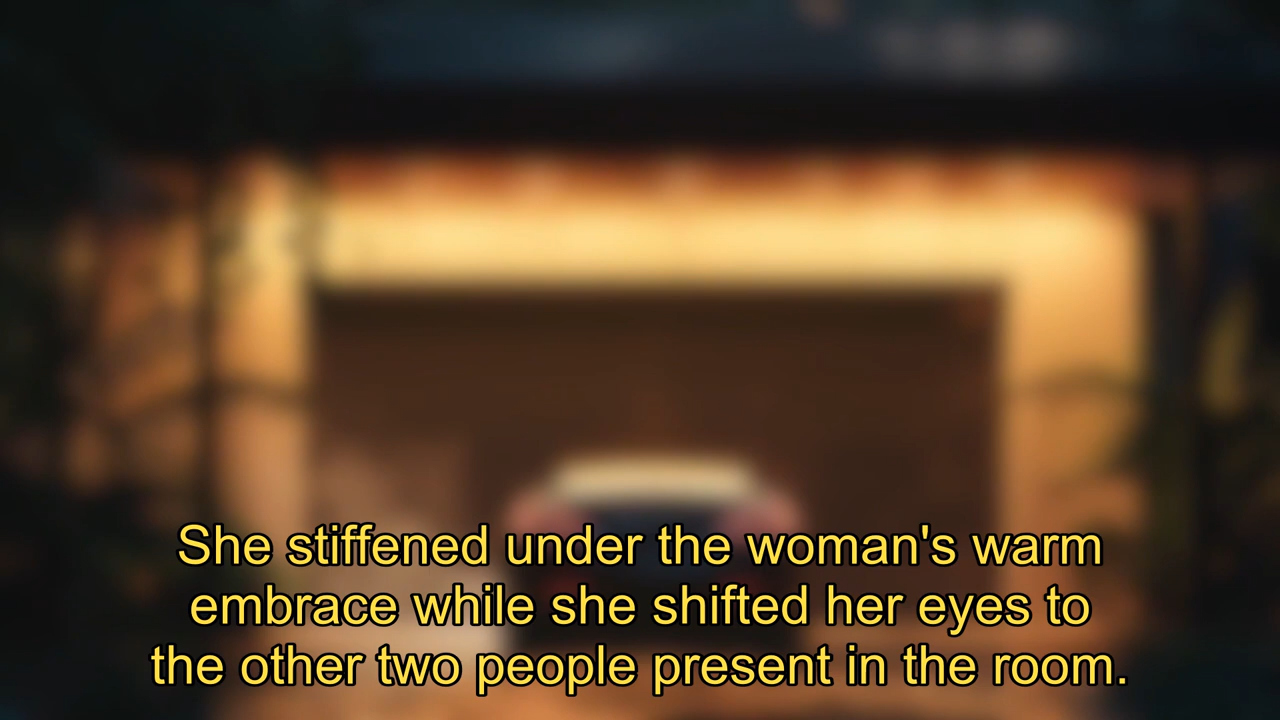 She stiffened under the woman's warm
embrace while she shifted her eyes to
the other two people present in the room.